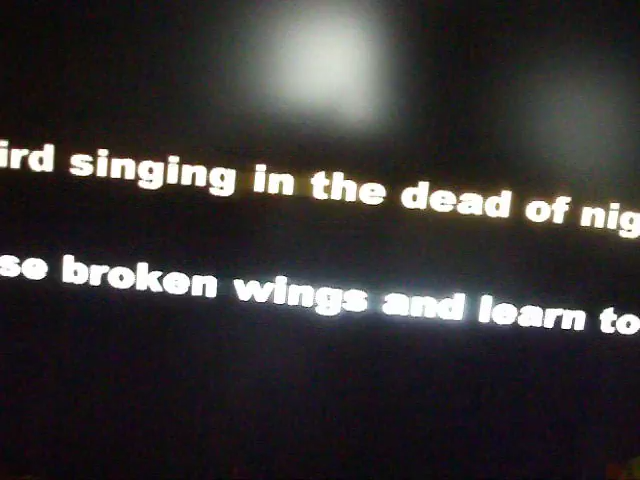 ird singing in the dead of nig
se broken wings and learn to